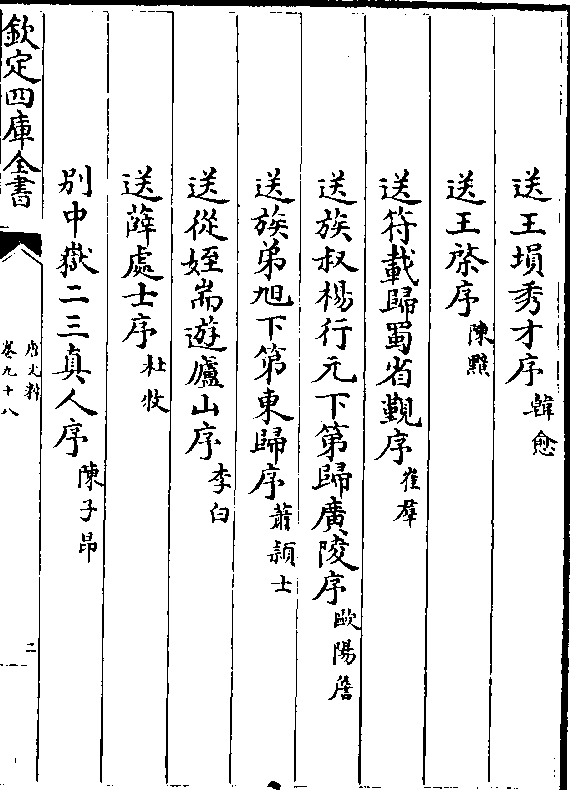 送王塤秀才序韓愈
送王棨序陳黯
送符載歸蜀省覲序崔羣
送族叔楊行元下第歸廣陵序歐陽詹
送族弟旭下第東歸序蕭頴士
送從姪耑遊廬山序李白
送薛處士序杜牧
別中嶽二三真人序陳子昻
欽定四庫全書
唐文粹
卷九十八
二